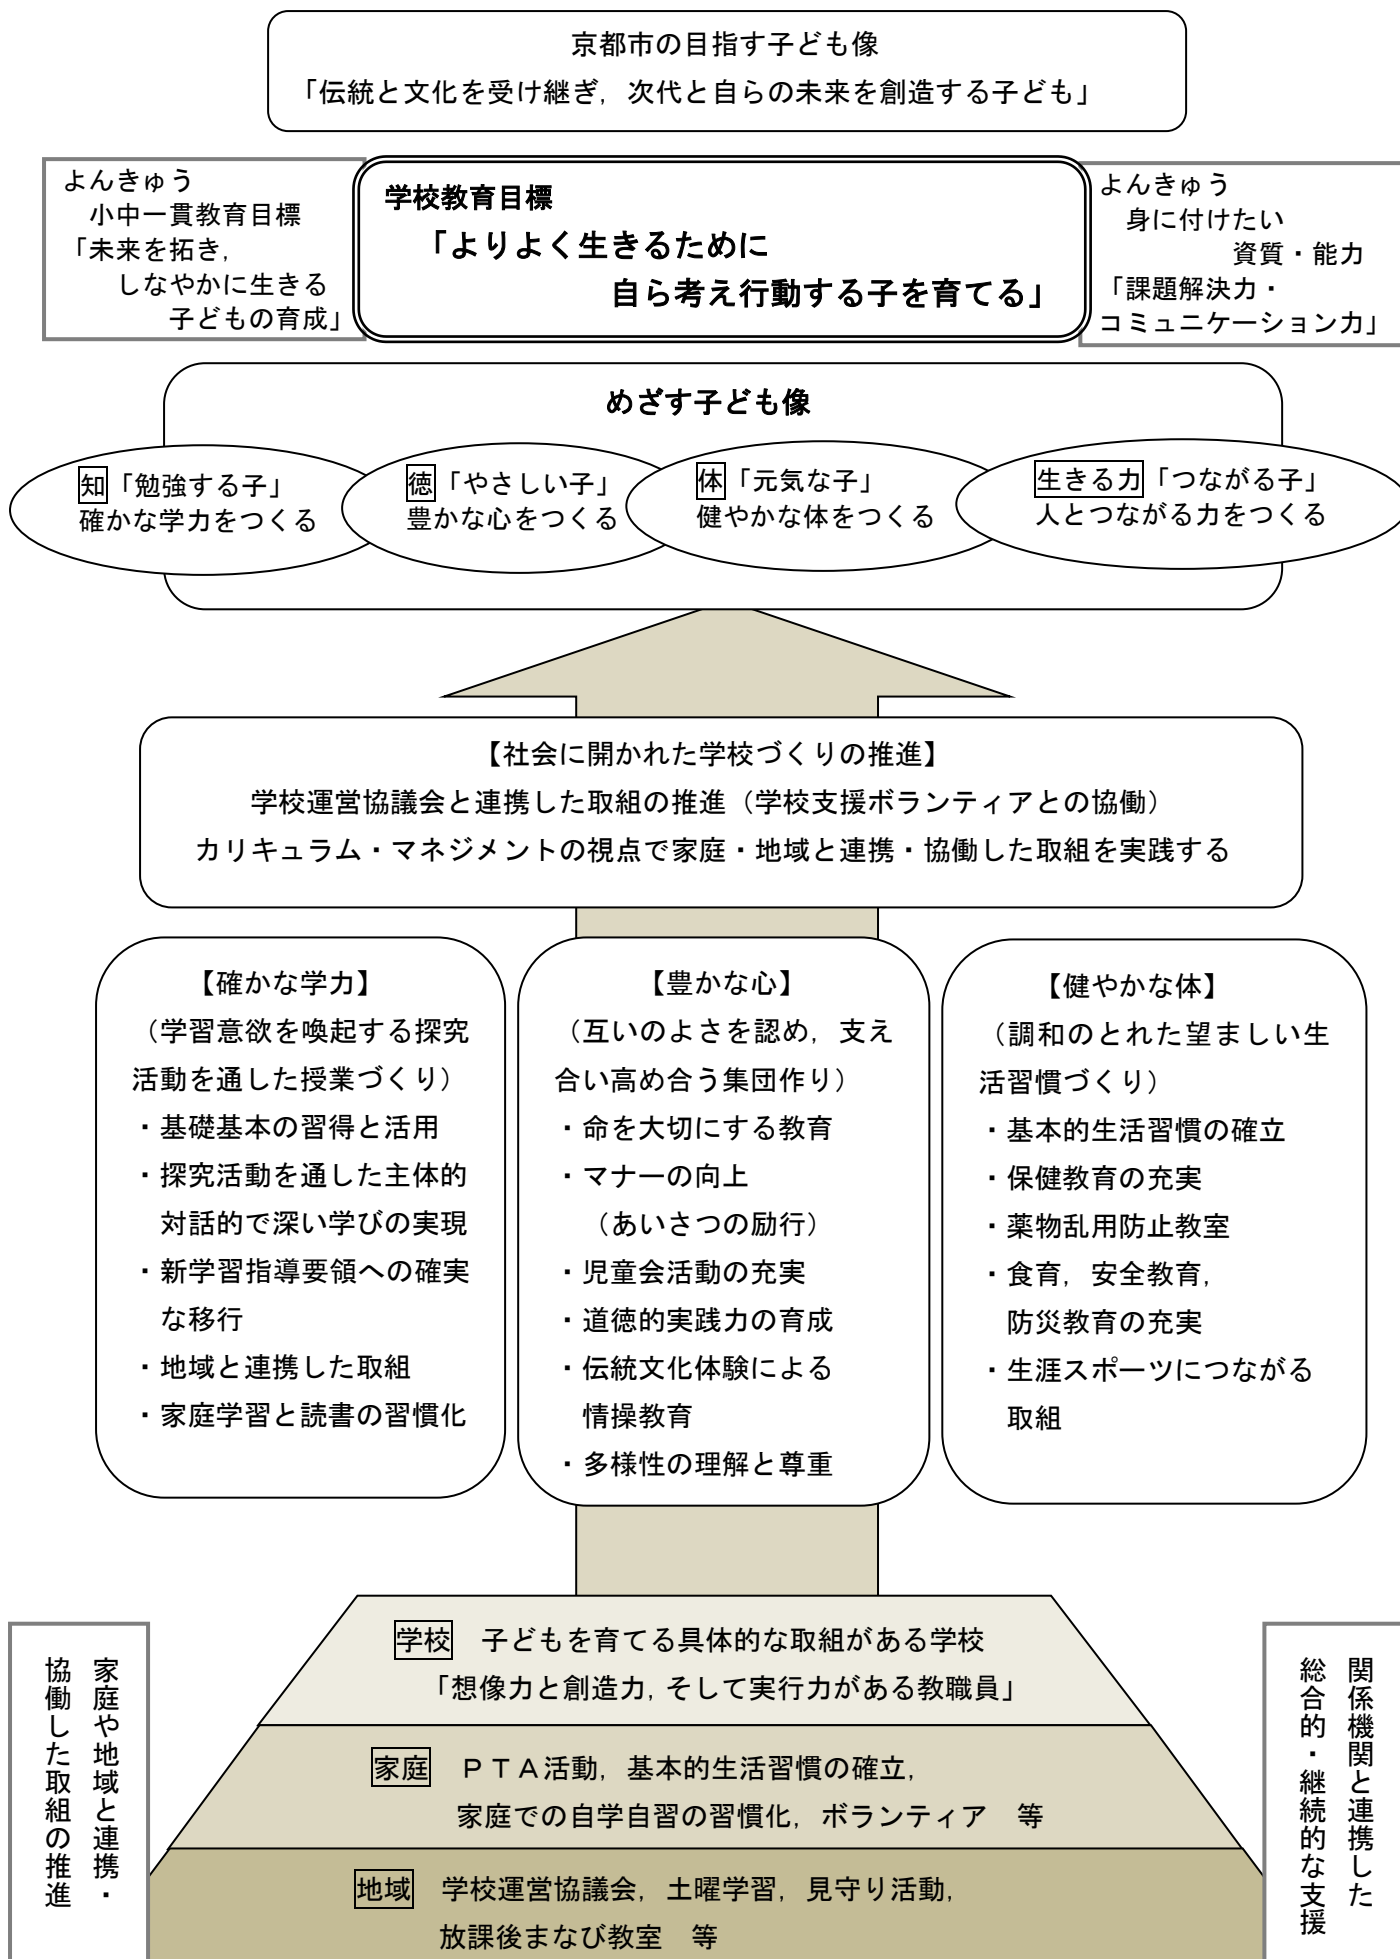 京都市の目指す子ども像
「伝統と文化を受け継ぎ，次代と自らの未来を創造する子ども」
よんきゅう
小中一貫教育目標
「未来を拓き，
しなやかに生きる
子どもの育成」
学校教育目標
「よりよく生きるために
自ら考え行動する子を育てる」
よんきゅう
身に付けたい
資質・能力
「課題解決力・
コミュニケーション力」
めざす子ども像
知「勉強する子」
確かな学力をつくる
徳「やさしい子」
豊かな心をつくる
体「元気な子」
健やかな体をつくる
生きる力「つながる子」
人とつながる力をつくる
【社会に開かれた学校づくりの推進】
学校運営協議会と連携した取組の推進（学校支援ボランティアとの協働）
カリキュラム・マネジメントの視点で家庭・地域と連携・協働した取組を実践する
【確かな学力】
（学習意欲を喚起する探究
活動を通した授業づくり）
・基礎基本の習得と活用
・探究活動を通した主体的
対話的で深い学びの実現
・新学習指導要領への確実
な移行
・地域と連携した取組
・家庭学習と読書の習慣化
【豊かな心】
（互いのよさを認め，支え
合い高め合う集団作り）
・命を大切にする教育
・マナーの向上
（あいさつの励行）
・児童会活動の充実
・道徳的実践力の育成
・伝統文化体験による
情操教育
・多様性の理解と尊重
【健やかな体】
（調和のとれた望ましい生
活習慣づくり）
・基本的生活習慣の確立
・保健教育の充実
・薬物乱用防止教室
・食育，安全教育，
防災教育の充実
・生涯スポーツにつながる
取組
家庭や地域と連携・
協働した取組の推進
学校　子どもを育てる具体的な取組がある学校
「想像力と創造力，そして実行力がある教職員」
家庭　ＰＴＡ活動，基本的生活習慣の確立，
家庭での自学自習の習慣化，ボランティア　等
地域　学校運営協議会，土曜学習，見守り活動，
放課後まなび教室　等
関係機関と連携した
総合的・継続的な支援